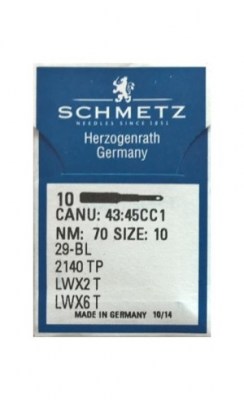 SCHMETZ
NEEDLES SINCE 1851
Herzogenrath
Germany
10
CANU: 43:45CC1
NM: 70 SIZE: 10
29-BL
2140 TP
LWX2 T
LWX6 T
MADE IN GERMANY 10/14